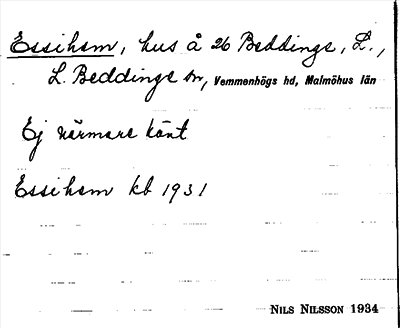 Essihem, hus å 26 Beddinge, L.,
L. Beddinge sn, Vemmenhögs hd, Malmöhus län
Ej närmare känt
Essihem kb 1931
NILS NILSSON 1934